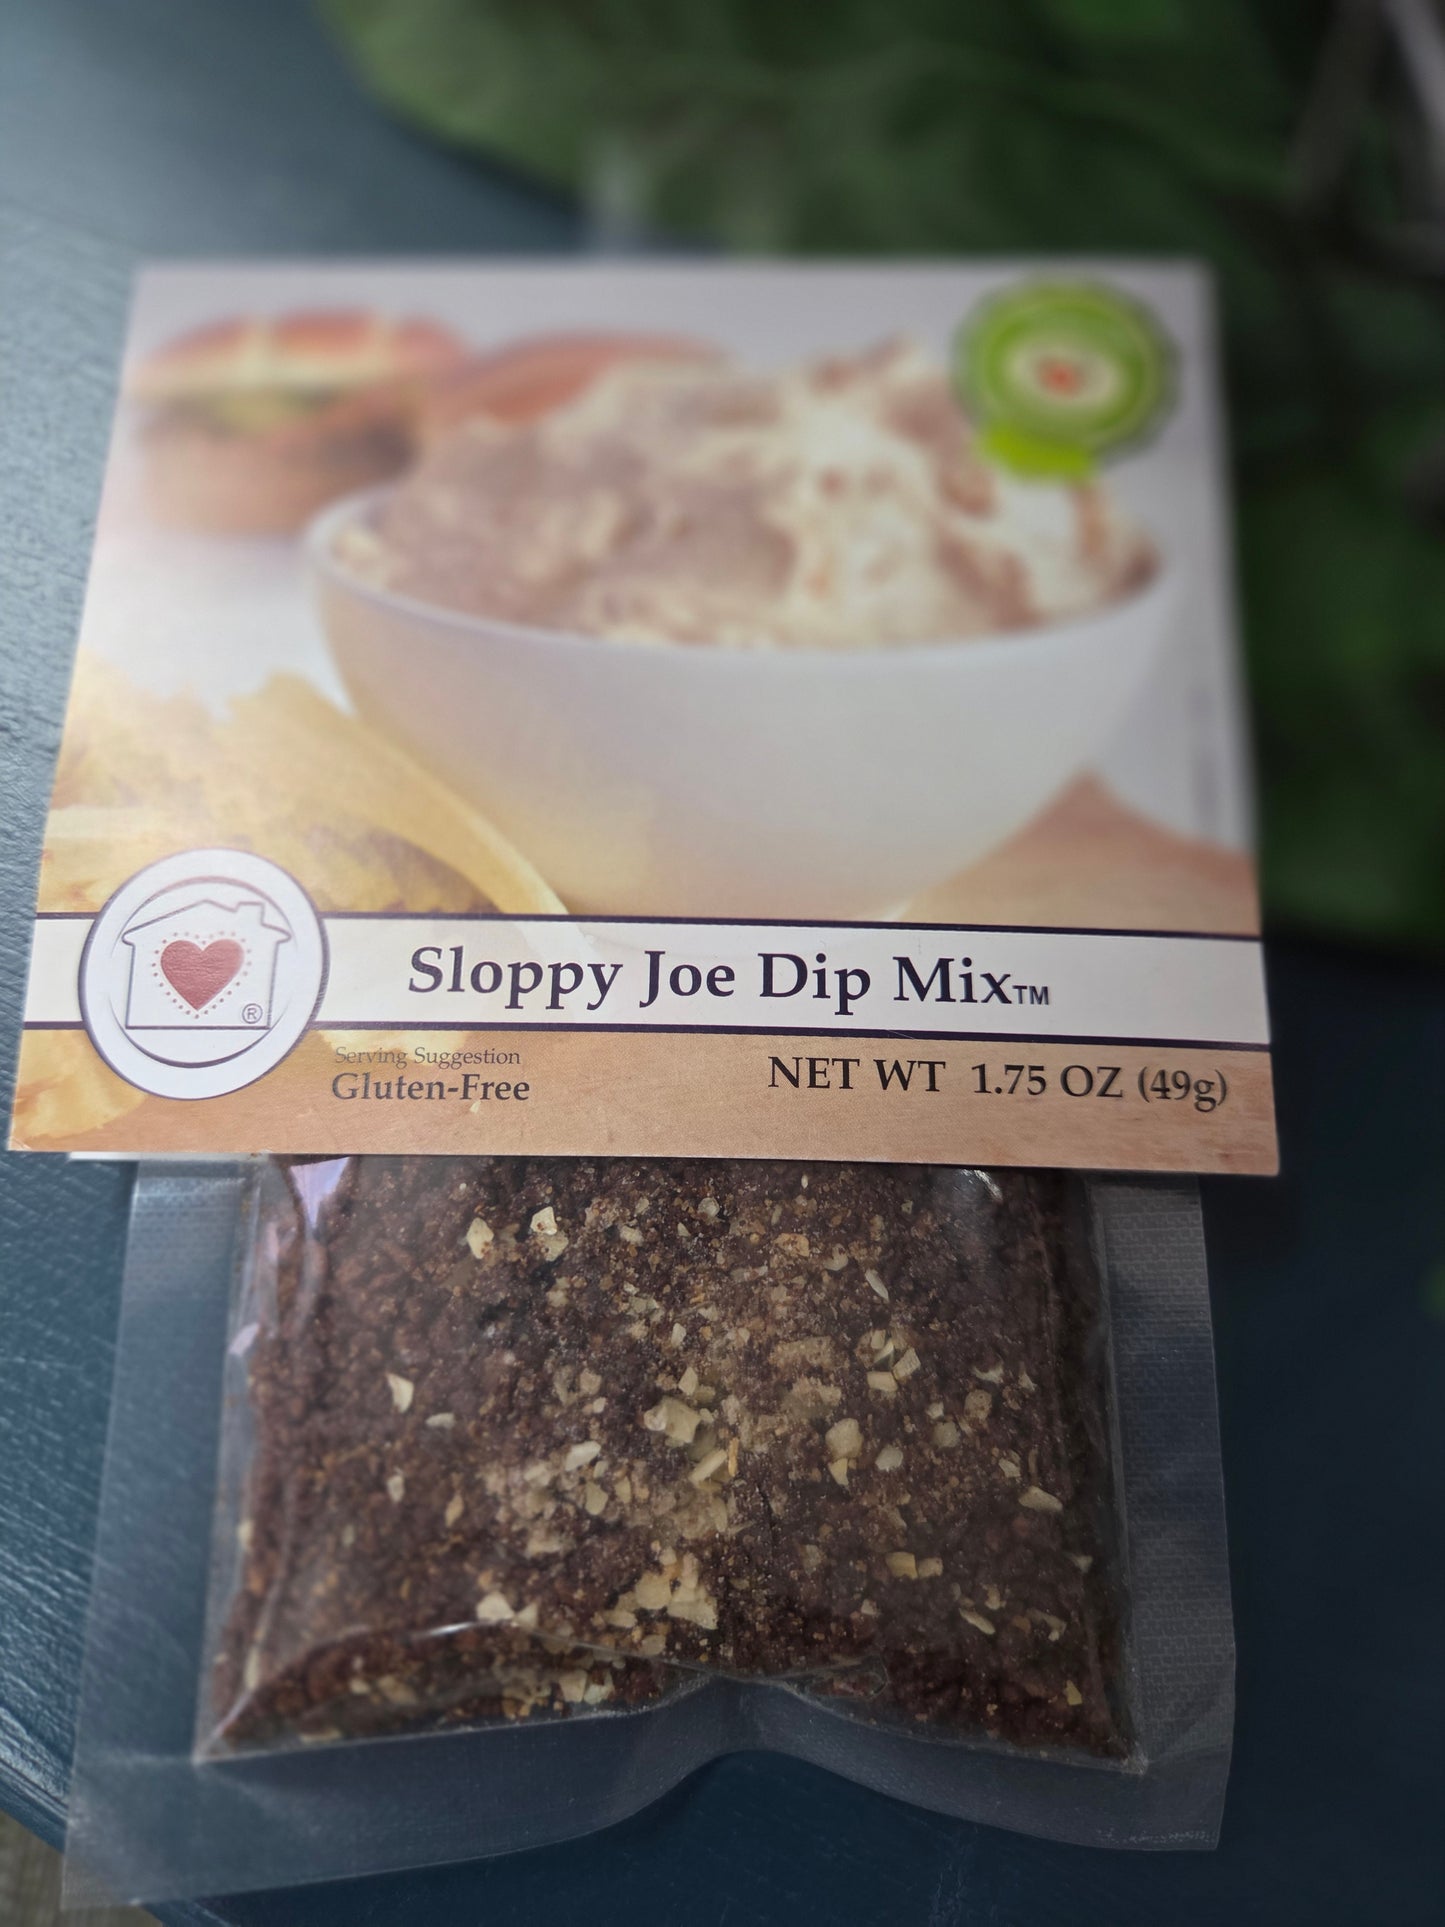 Sloppy Joe Dip Mix™
®
Serving Suggestion
Gluten-Free
NET WT 1.75 OZ (49g)